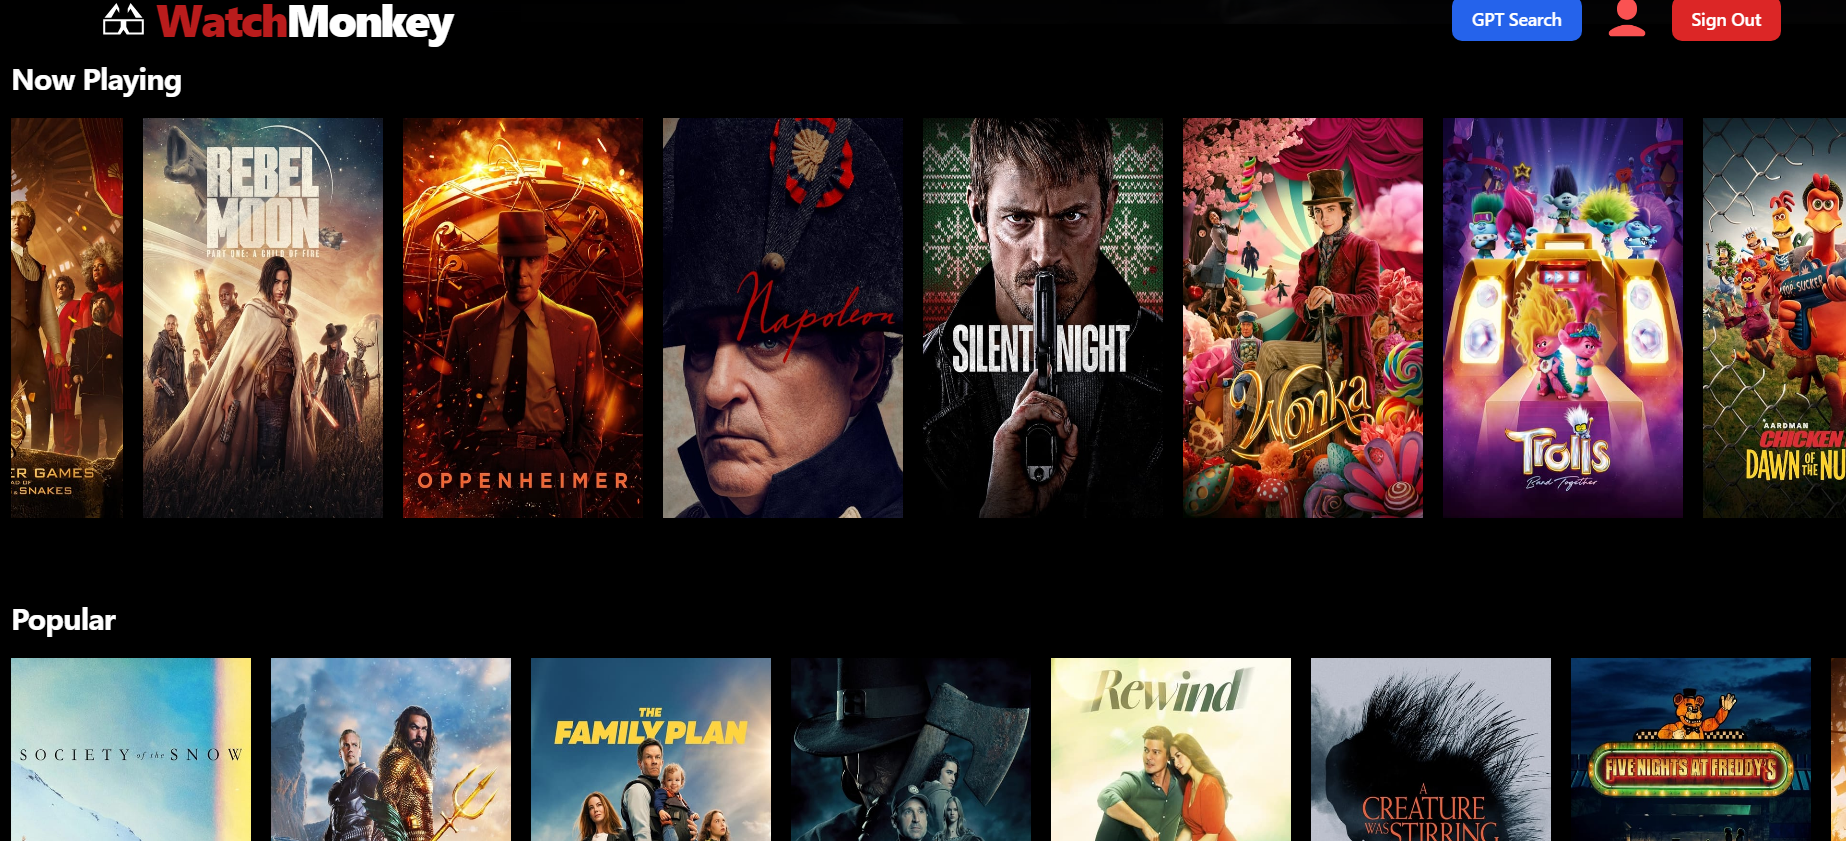 WatchMonkey
GPT Search
Sign Out
Now Playing
ER GAMES
& SNAKES
REBEL
MOON
PART ONE: A CHILD OF FIRE
OPPENHEIMER
Napoleon
SILENT NIGHT
Wonka
Trolls
Band Together
AARDMAN
CHICKEN
DAWN OF THE NU
Popular
SOCIETY of the SNOW
THE
FAMILY PLAN
Rewind
A
CREATURE
WAS STIRRING
FIVE NIGHTS AT FREDDY'S